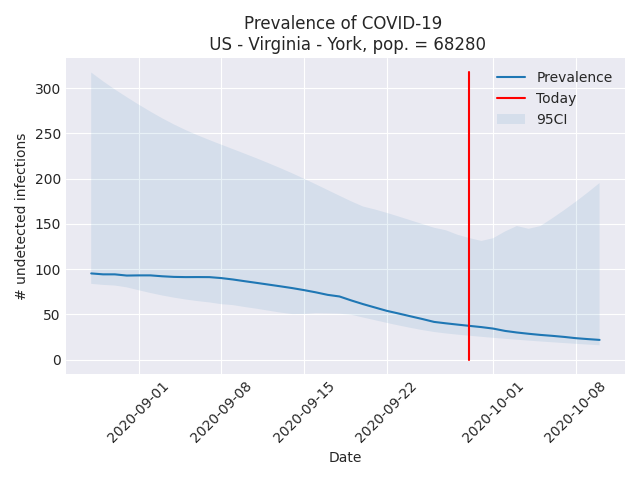 Prevalence of COVID-19
US - Virginia - York, pop. = 68280
Prevalence
Today
95CI
300
250
200
150
100
50
0
# undetected infections
2020-09-01
2020-09-08
2020-09-15
2020-09-22
2020-10-01
2020-10-08
Date